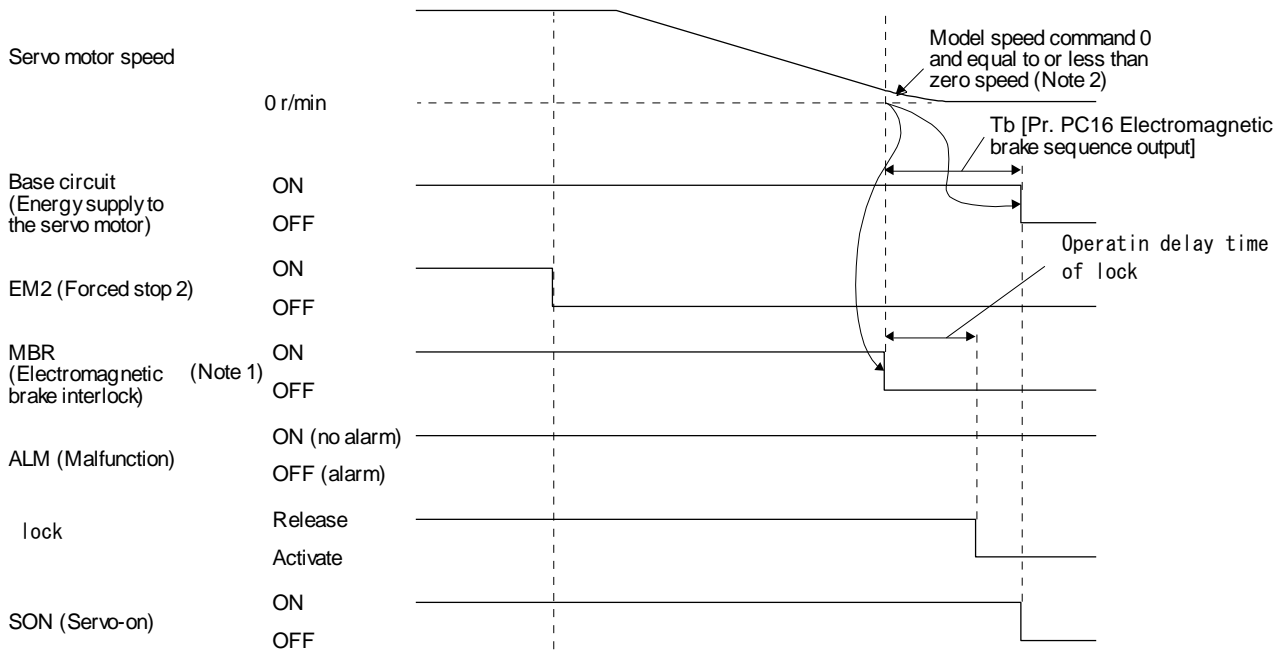 Model speed command 0
and equal to or less than
zero speed (Note 2)
Servo motor speed
0 r/min
Tb [Pr. PC16 Electromagnetic
brake sequence output]
Base circuit
(Energy supply to
the servo motor)
ON
OFF
Operatin delay time
of lock
EM2 (Forced stop 2)
ON
OFF
MBR
(Electromagnetic
brake interlock)
(Note 1)
ON
OFF
ALM (Malfunction)
ON (no alarm)
OFF (alarm)
lock
Release
Activate
SON (Servo-on)
ON
OFF